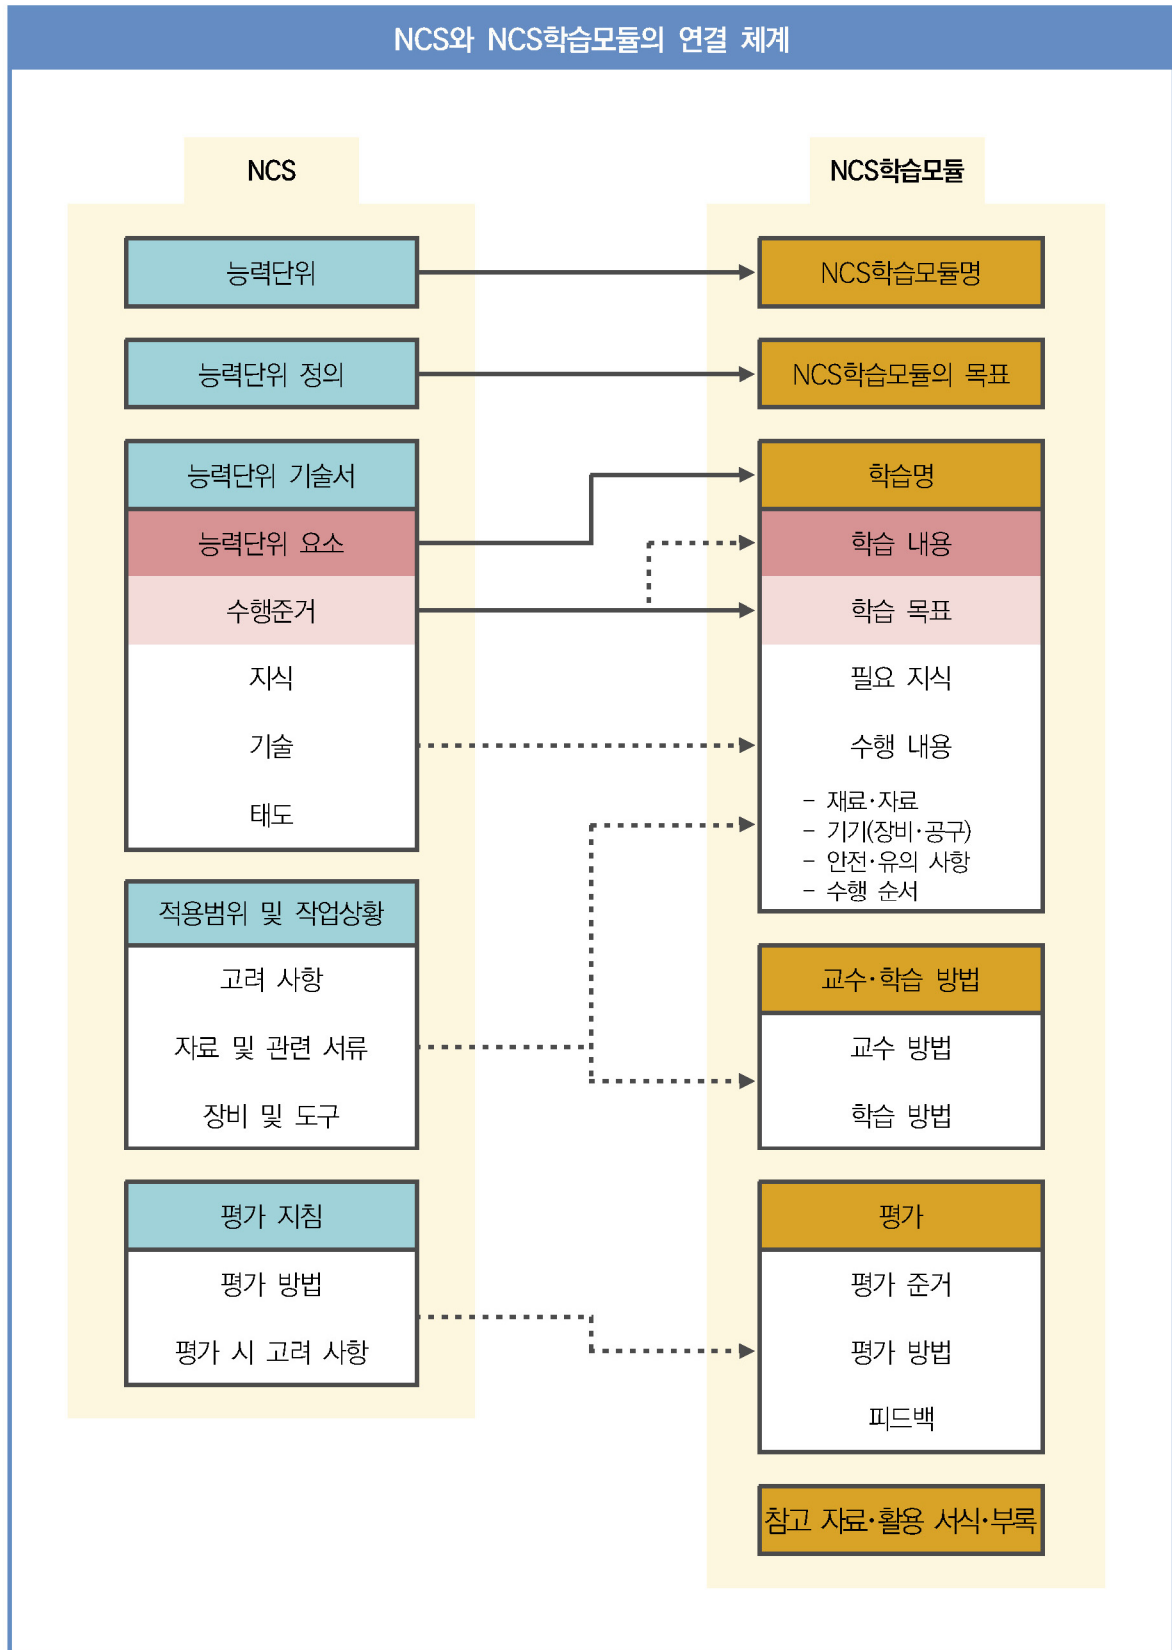 NCS와 NCS학습모듈의 연결 체계
NCS
능력단위
능력단위 정의
능력단위 기술서
능력단위 요소
수행준거
지식
기술
태도
적용범위 및 작업상황
고려 사항
자료 및 관련 서류
장비 및 도구
평가 지침
평가 방법
평가 시 고려 사항
NCS학습모듈
NCS학습모듈명
NCS학습모듈의 목표
학습명
학습 내용
학습 목표
필요 지식
수행 내용
- 재료·자료
- 기기(장비·공구)
- 안전·유의 사항
- 수행 순서
교수·학습 방법
교수 방법
학습 방법
평가
평가 준거
평가 방법
피드백
참고 자료·활용 서식·부록